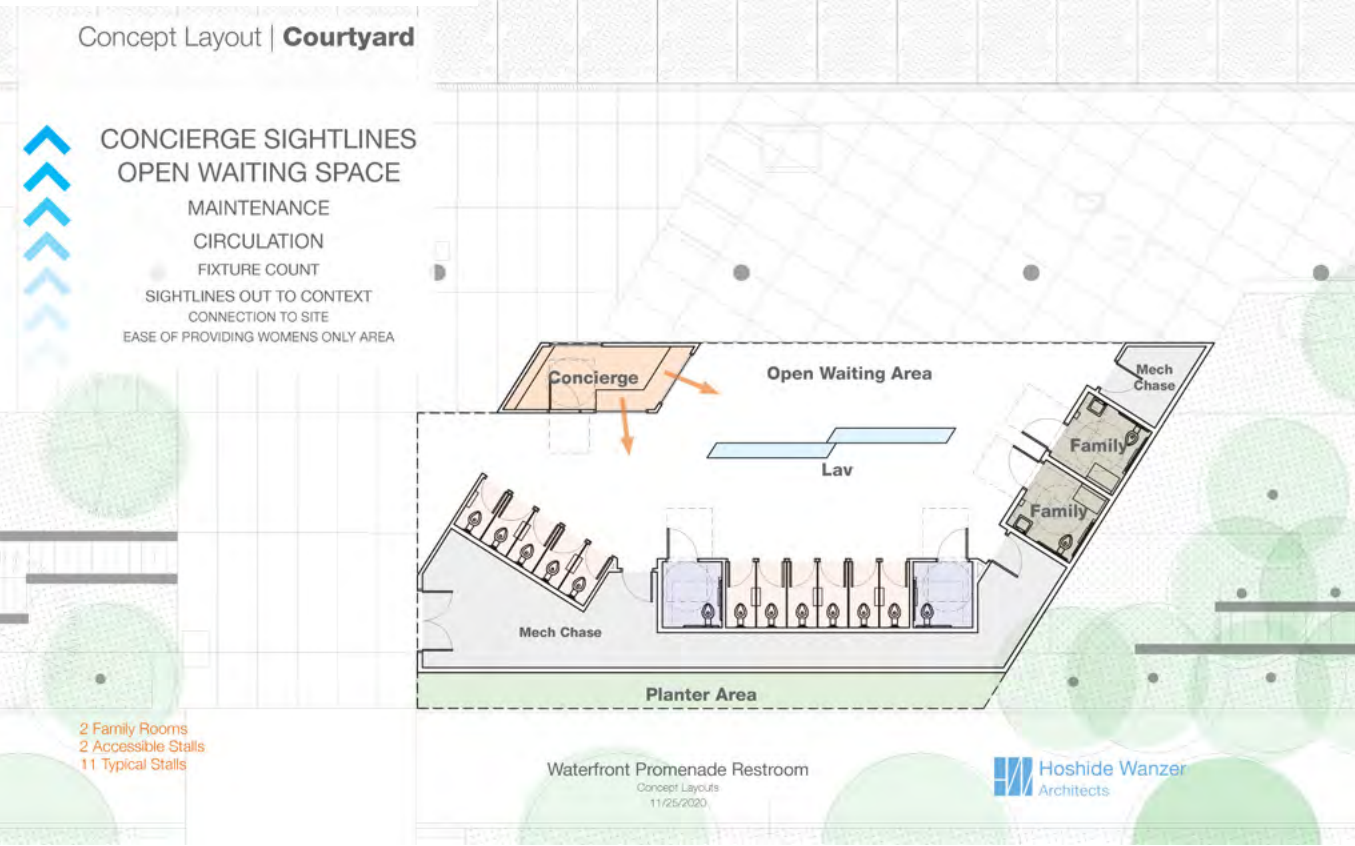 Concept Layout | Courtyard
CONCIERGE SIGHTLINES
OPEN WAITING SPACE
MAINTENANCE
CIRCULATION
FIXTURE COUNT
SIGHTLINES OUT TO CONTEXT
CONNECTION TO SITE
EASE OF PROVIDING WOMENS ONLY AREA
Concierge
Open Waiting Area
Mech
Chase
Family
Lav
Family
Mech Chase
Planter Area
2 Family Rooms
2 Accessible Stalls
11 Typical Stalls
Waterfront Promenade Restroom
Concept Layouts
11/25/2020
Hoshide Wanzer
Architects